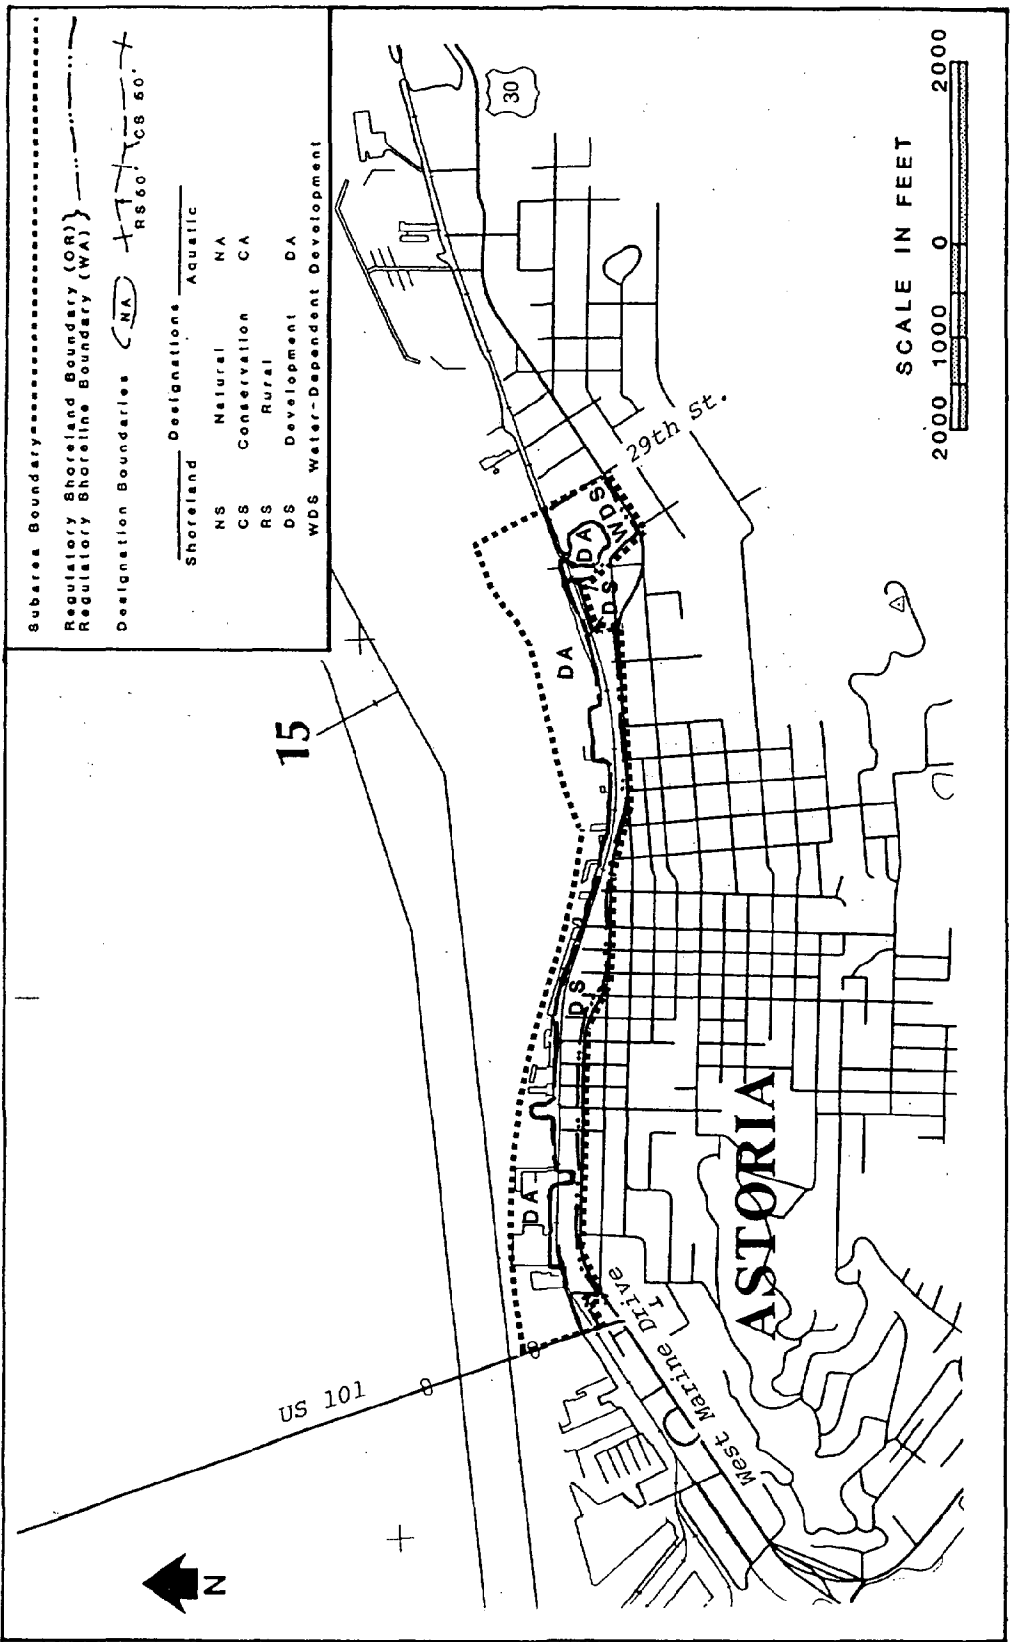 Subarea Boundary
Regulatory Shoreland Boundary (OR)}
Regulatory Shoreline Boundary (WA)}
Designation Boundaries
NA
RS 60' CS 60'
Designations
Shoreland Aquatic
NS Natural NA
CS Conservation CA
RS Rural
DS Development DA
WDS Water-Dependent Development
30
SCALE IN FEET
2000 1000 0 2000
29th St.
WDS
DA
DS
DA
15
DS
DA
ASTORIA
West Marine Drive
US 101
N